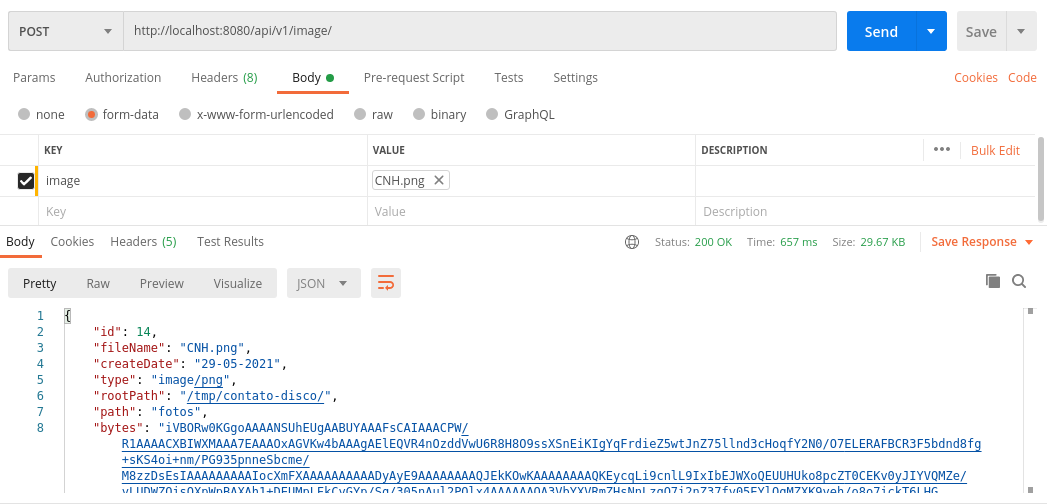 POST http://localhost:8080/api/v1/image/ Send Save
Params Authorization Headers (8) Body Pre-request Script Tests Settings Cookies Code
none form-data x-www-form-urlencoded raw binary GraphQL
KEY VALUE DESCRIPTION ••• Bulk Edit
image CNH.png
Key Value Description
Body Cookies Headers (5) Test Results Status: 200 OK Time: 657 ms Size: 29.67 KB Save Response
Pretty Raw Preview Visualize JSON
1 {
2 "id": 14,
3 "fileName": "CNH.png",
4 "createDate": "29-05-2021",
5 "type": "image/png",
6 "rootPath": "/tmp/contato-disco/",
7 "path": "fotos",
8 "bytes": "iVBORw0KGgoAAAANSUhEUgAABUYAAAFsCAIAAACPW/
R1AAAACXBIWXMAAA7EAAAOxAGVKw4bAAAgAElEQVR4nOzddVwU6R8H8O9ssXSnEiKIgYqFrdieZ5wtJnZ75llnd3cHoqfY2N0/O7ELERAFBCR3F5bdnd8fg
+sKS4oi+nm/PG935pnneSbcme/
M8zzDsEsIAAAAAAAAIocXmFXAAAAAAAAAADyAyE9AAAAAAAAQJEkKOwKAAAAAAAAQKEycqLi9cnlL9IxIbEJWXoQEUUHUko8pcZT0CEKv0yJIYVQMZe/